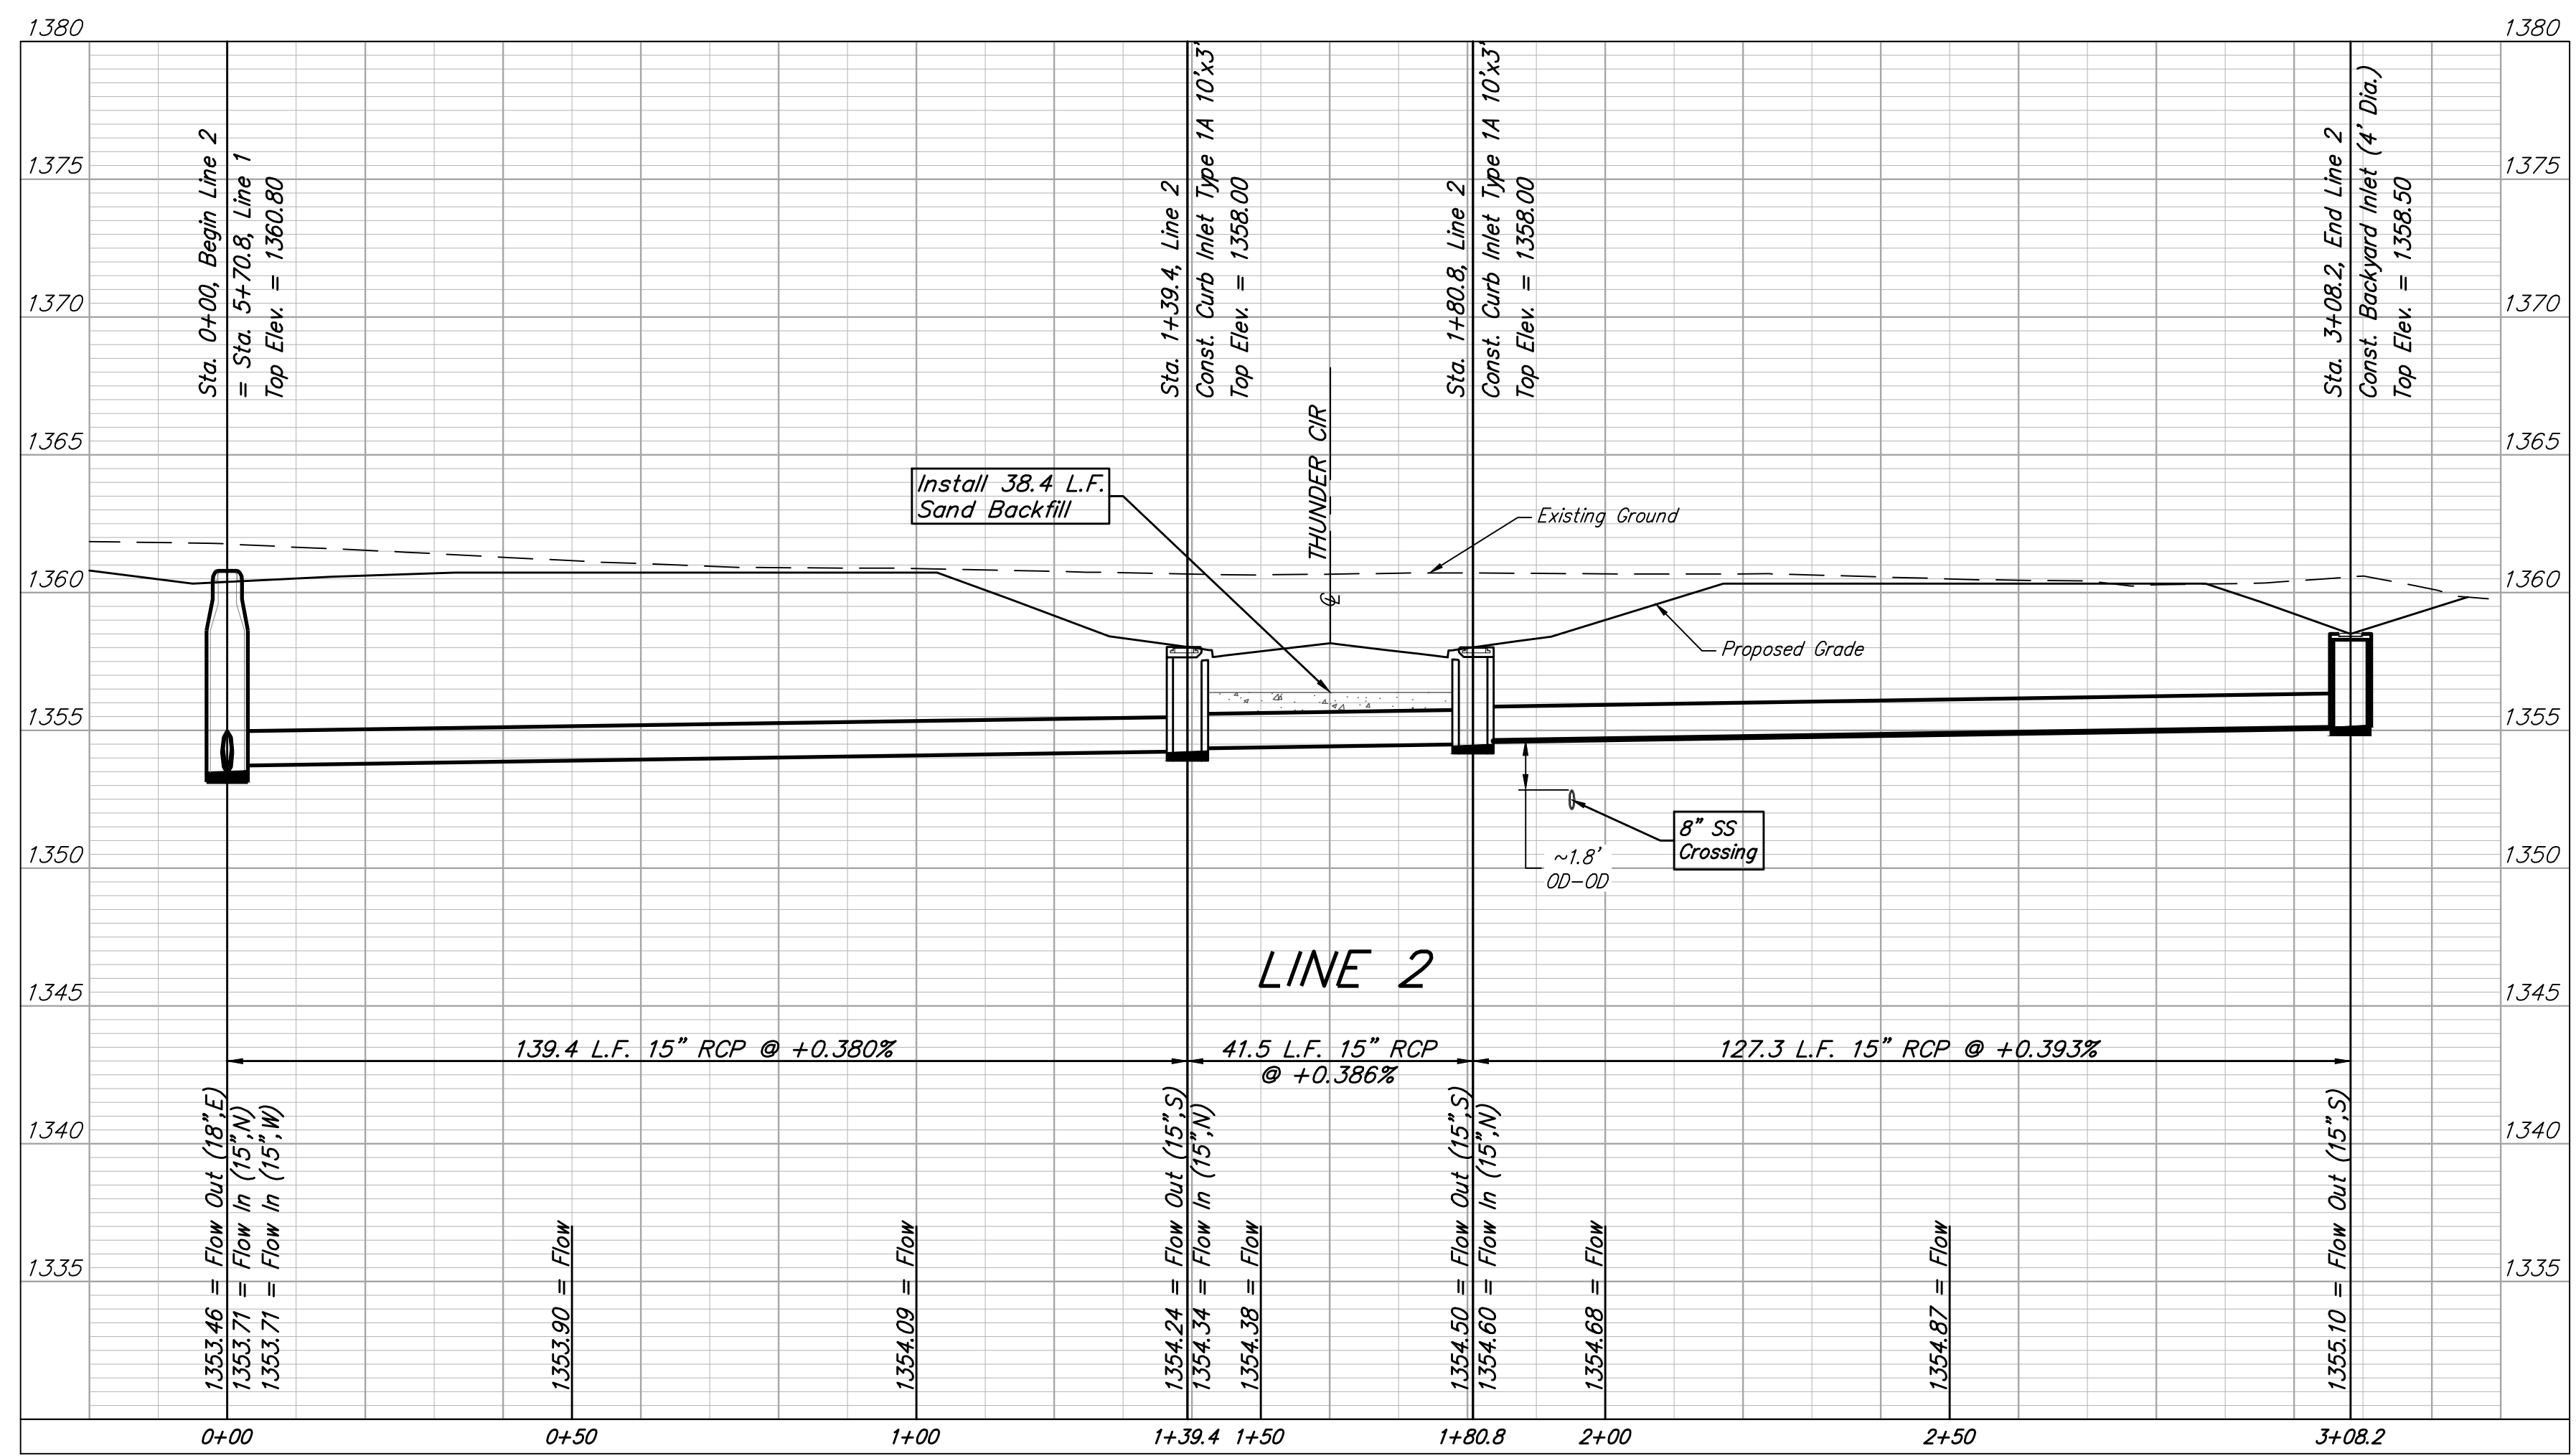 1380
1380
1375
1375
1370
1370
1365
1365
1360
1360
1355
1355
1350
1350
1345
1345
1340
1340
1335
1335
Sta. 0+00, Begin Line 2
= Sta. 5+70.8, Line 1
Top Elev. = 1360.80
Sta. 1+39.4, Line 2
Const. Curb Inlet Type 1A 10'x3'
Top Elev. = 1358.00
THUNDER CIR
℄
Sta. 1+80.8, Line 2
Const. Curb Inlet Type 1A 10'x3'
Top Elev. = 1358.00
Sta. 3+08.2, End Line 2
Const. Backyard Inlet (4' Dia.)
Top Elev. = 1358.50
Install 38.4 L.F.
Sand Backfill
Existing Ground
Proposed Grade
8" SS
Crossing
~1.8'
OD-OD
LINE 2
139.4 L.F. 15" RCP @ +0.380%
41.5 L.F. 15" RCP
@ +0.386%
127.3 L.F. 15" RCP @ +0.393%
1353.46 = Flow Out (18",E)
1353.71 = Flow In (15",N)
1353.71 = Flow In (15",W)
1353.90 = Flow
1354.09 = Flow
1354.24 = Flow Out (15",S)
1354.34 = Flow In (15",N)
1354.38 = Flow
1354.50 = Flow Out (15",S)
1354.60 = Flow In (15",N)
1354.68 = Flow
1354.87 = Flow
1355.10 = Flow Out (15",S)
0+00
0+50
1+00
1+39.4
1+50
1+80.8
2+00
2+50
3+08.2